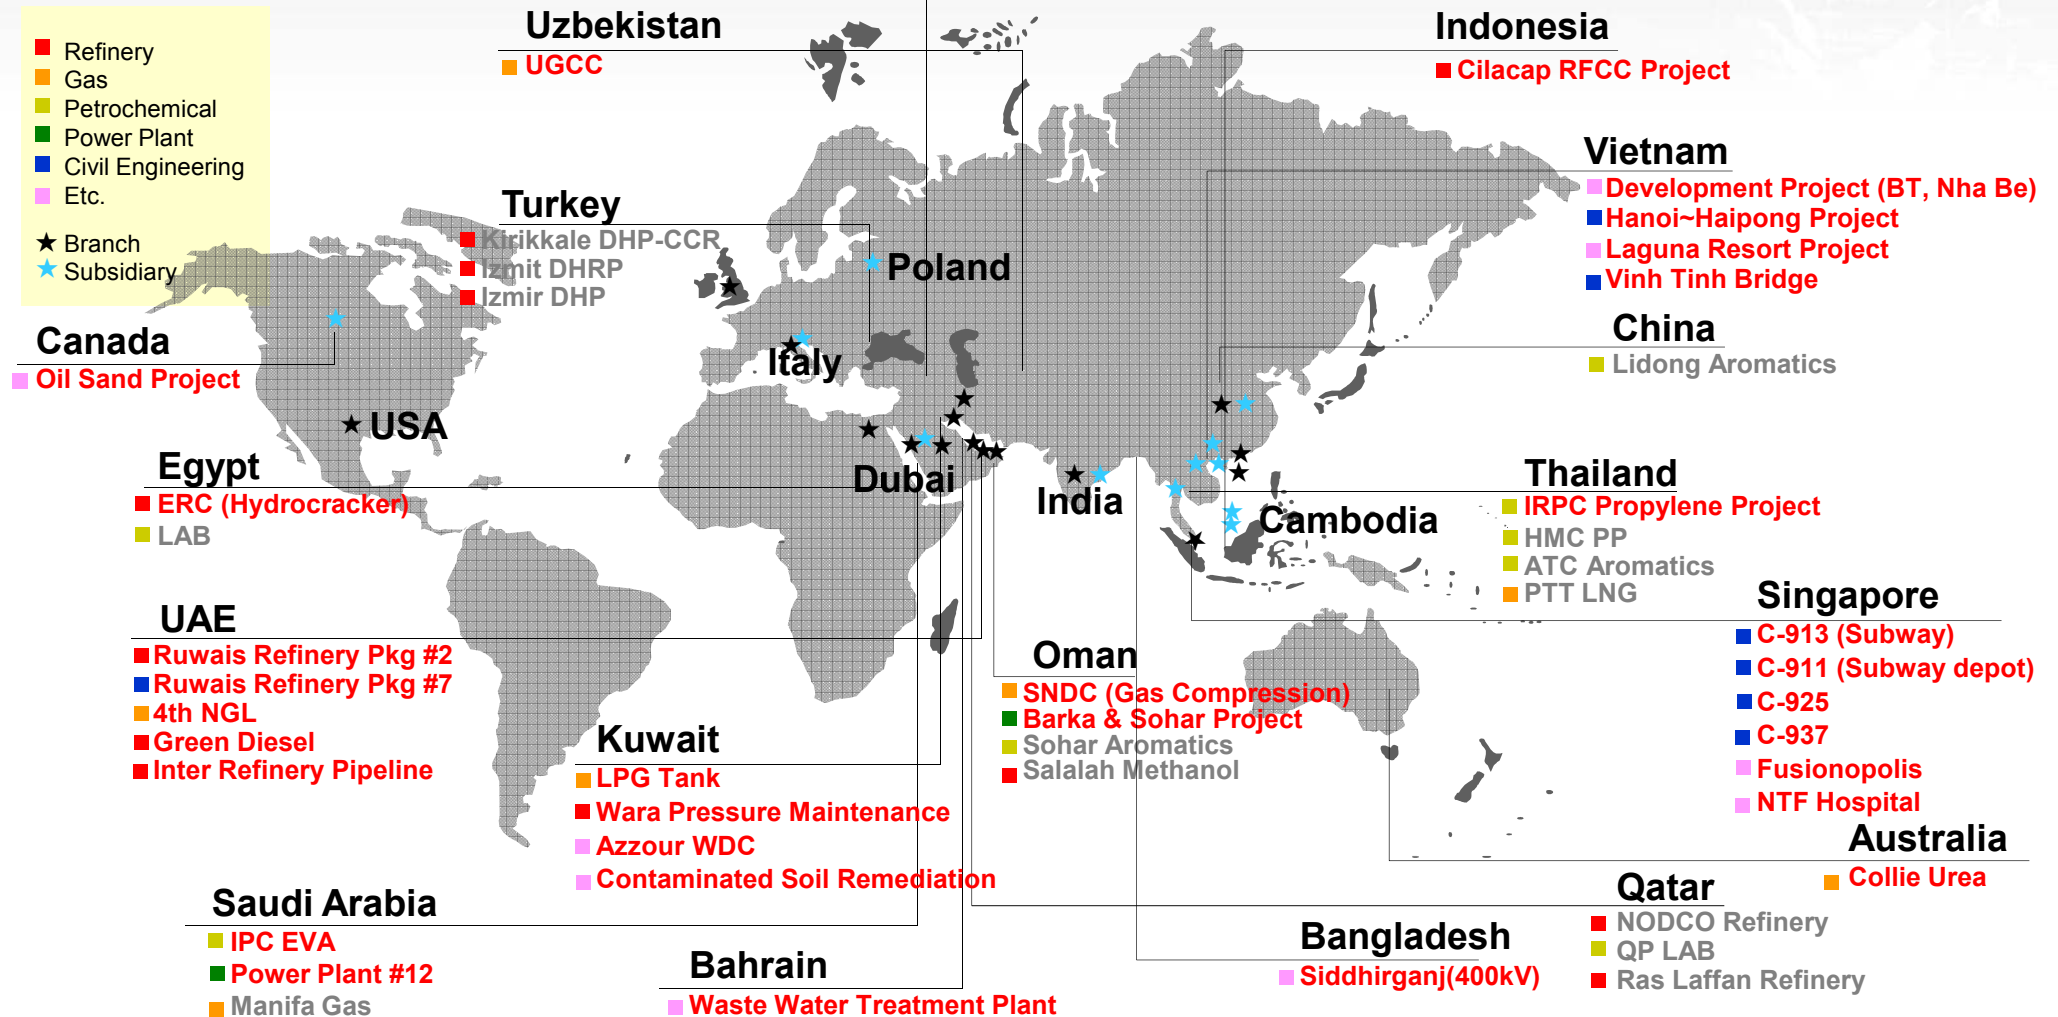 Refinery
Gas
Petrochemical
Power Plant
Civil Engineering
Etc.
Branch
Subsidiary
Uzbekistan
UGCC
Indonesia
Cilacap RFCC Project
Vietnam
Development Project (BT, Nha Be)
Hanoi~Haipong Project
Laguna Resort Project
Vinh Tinh Bridge
Turkey
Kirikkale DHP-CCR
Izmit DHRP
Izmir DHP
Poland
China
Lidong Aromatics
Canada
Oil Sand Project
Italy
USA
Egypt
ERC (Hydrocracker)
LAB
Dubai
India
Cambodia
Thailand
IRPC Propylene Project
HMC PP
ATC Aromatics
PTT LNG
Singapore
C-913 (Subway)
C-911 (Subway depot)
C-925
C-937
Fusionopolis
NTF Hospital
UAE
Ruwais Refinery Pkg #2
Ruwais Refinery Pkg #7
4th NGL
Green Diesel
Inter Refinery Pipeline
Oman
SNDC (Gas Compression)
Barka & Sohar Project
Sohar Aromatics
Salalah Methanol
Kuwait
LPG Tank
Wara Pressure Maintenance
Azzour WDC
Contaminated Soil Remediation
Australia
Collie Urea
Saudi Arabia
IPC EVA
Power Plant #12
Manifa Gas
Bahrain
Waste Water Treatment Plant
Bangladesh
Siddhirganj(400kV)
Qatar
NODCO Refinery
QP LAB
Ras Laffan Refinery